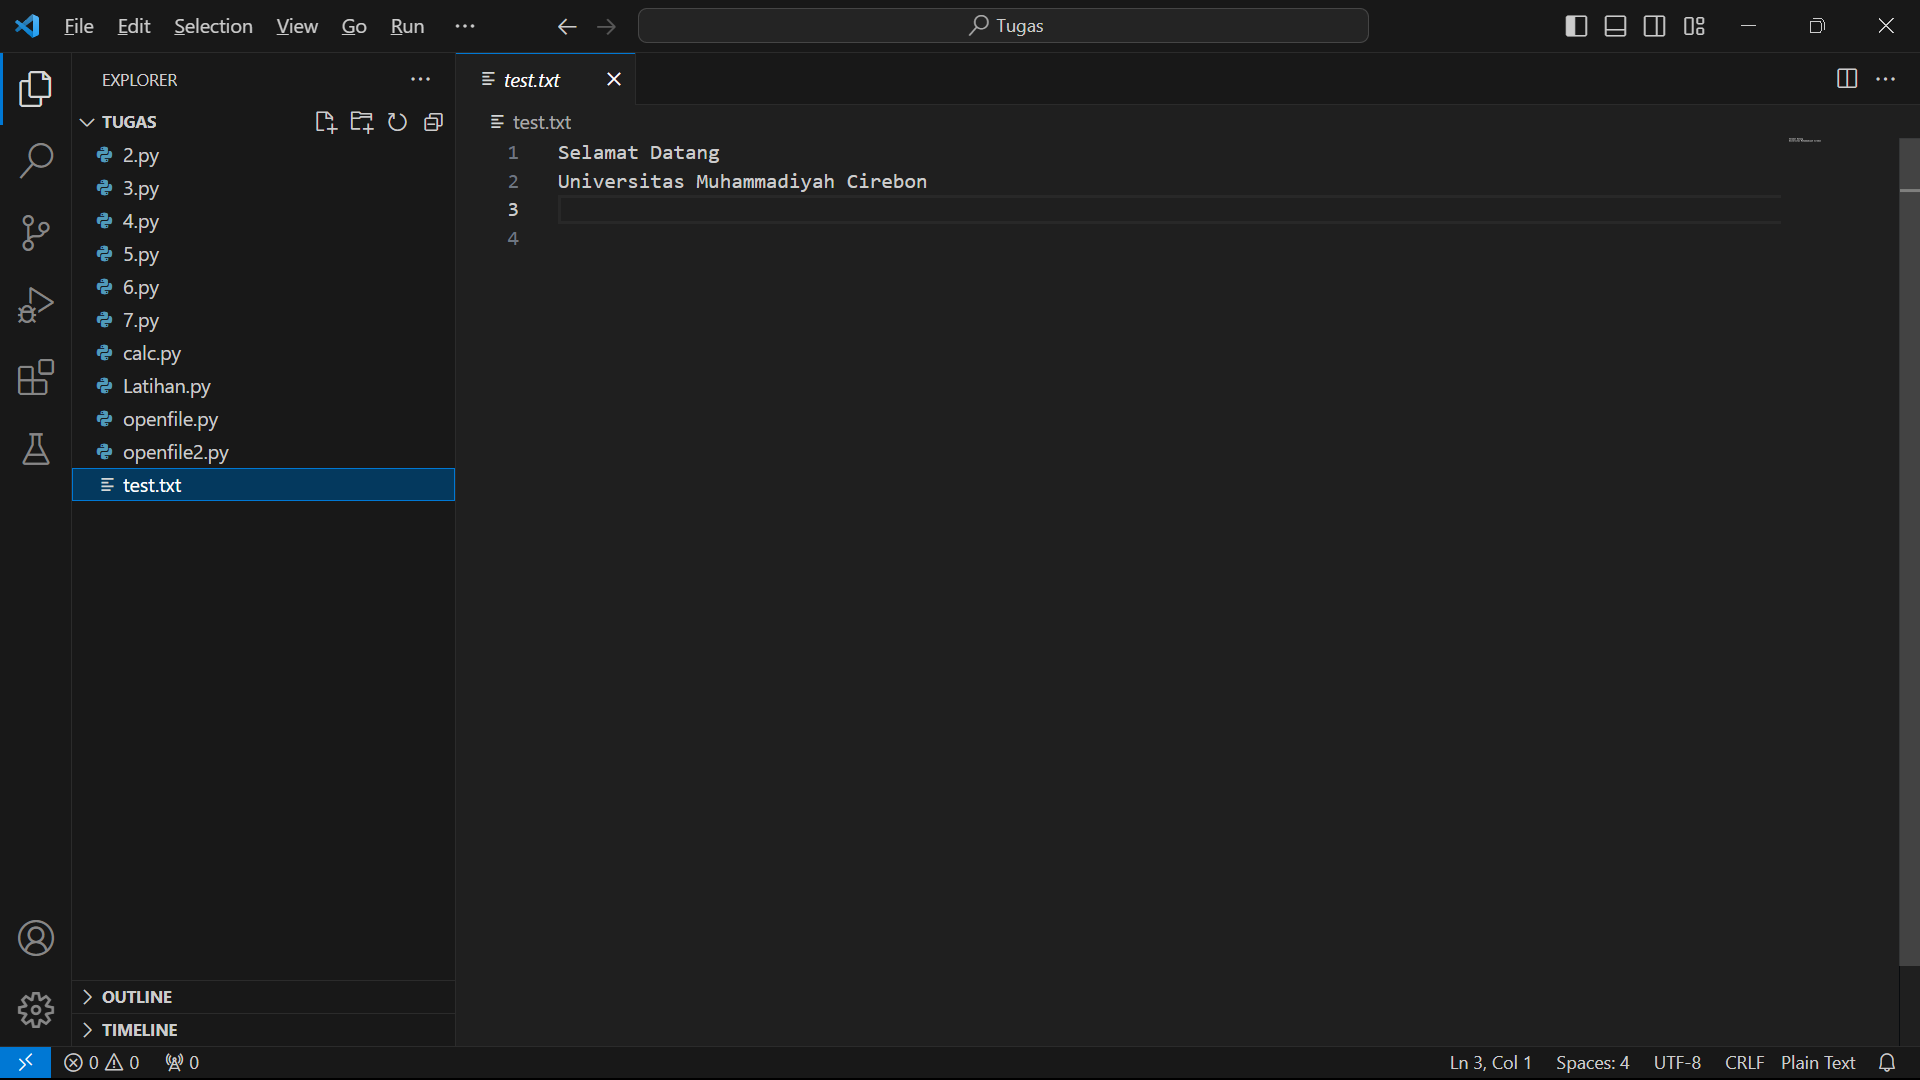 File Edit Selection View Go Run ...
Tugas
EXPLORER
TUGAS
2.py
3.py
4.py
5.py
6.py
7.py
calc.py
Latihan.py
openfile.py
openfile2.py
test.txt
OUTLINE
TIMELINE
test.txt
test.txt
1 Selamat Datang
2 Universitas Muhammadiyah Cirebon
3
4
0 0 0
Ln 3, Col 1 Spaces: 4 UTF-8 CRLF Plain Text